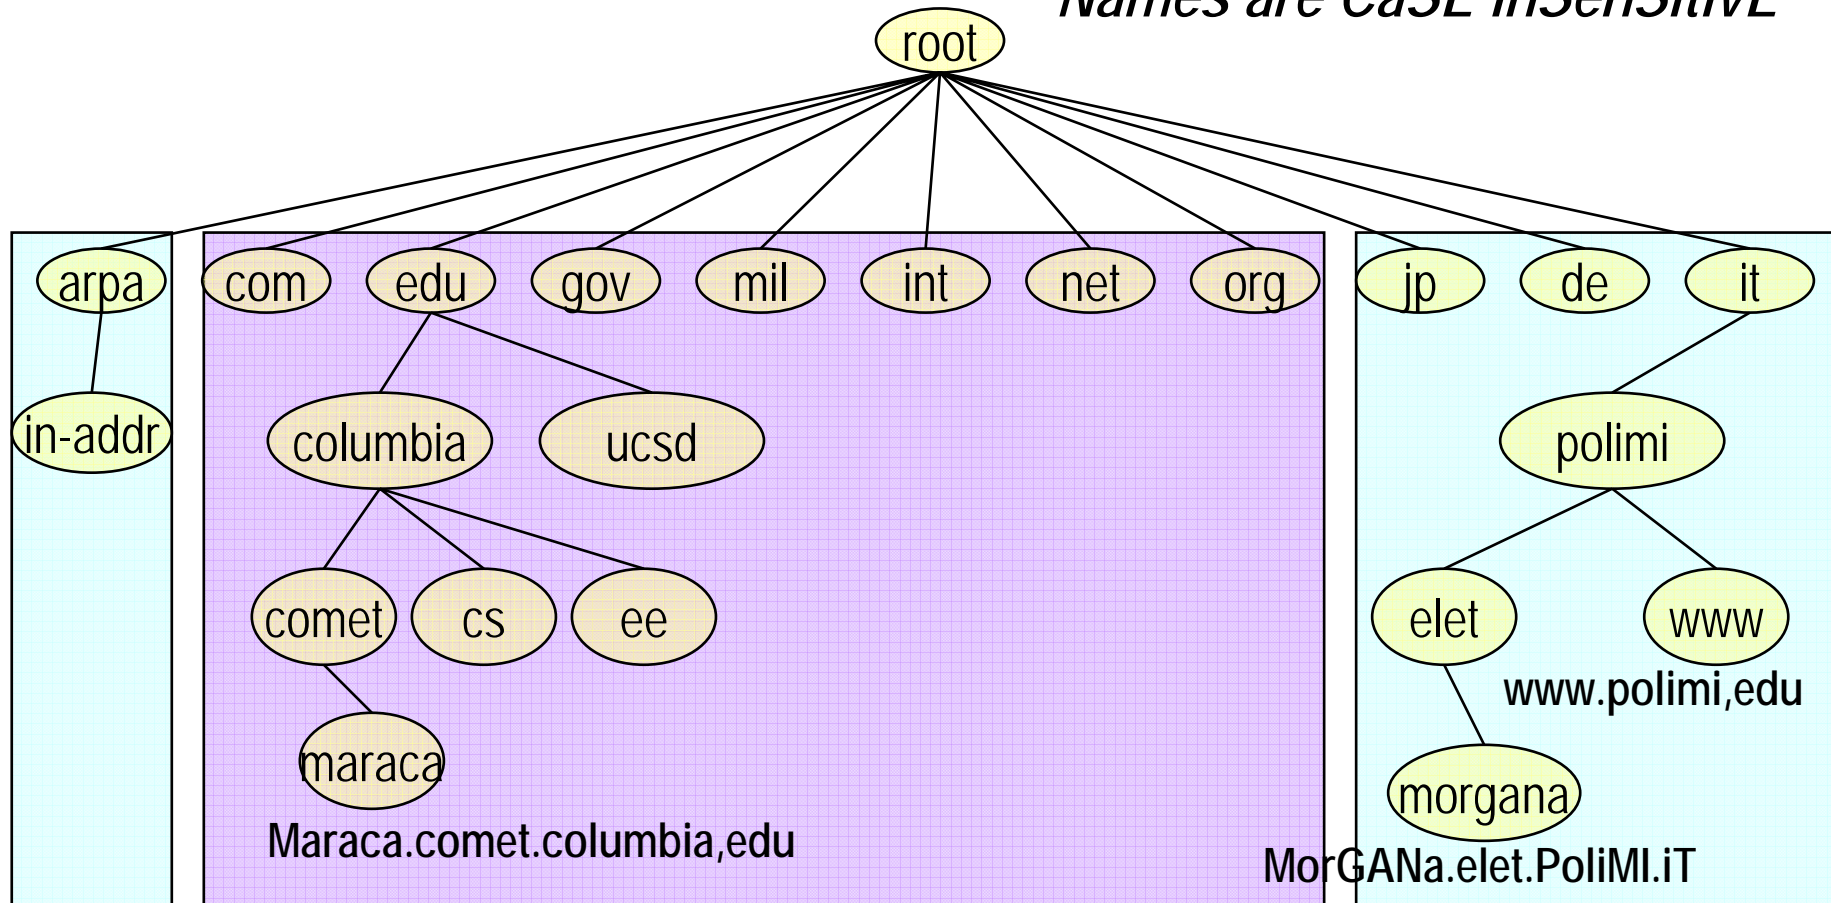 Names are CaSE InSenSitivE
root
arpa com edu gov mil int net org jp de it
in-addr columbia ucsd polimi
comet cs ee elet www
www.polimi,edu
maraca morgana
Maraca.comet.columbia,edu
MorGANa.elet.PoliMI.iT